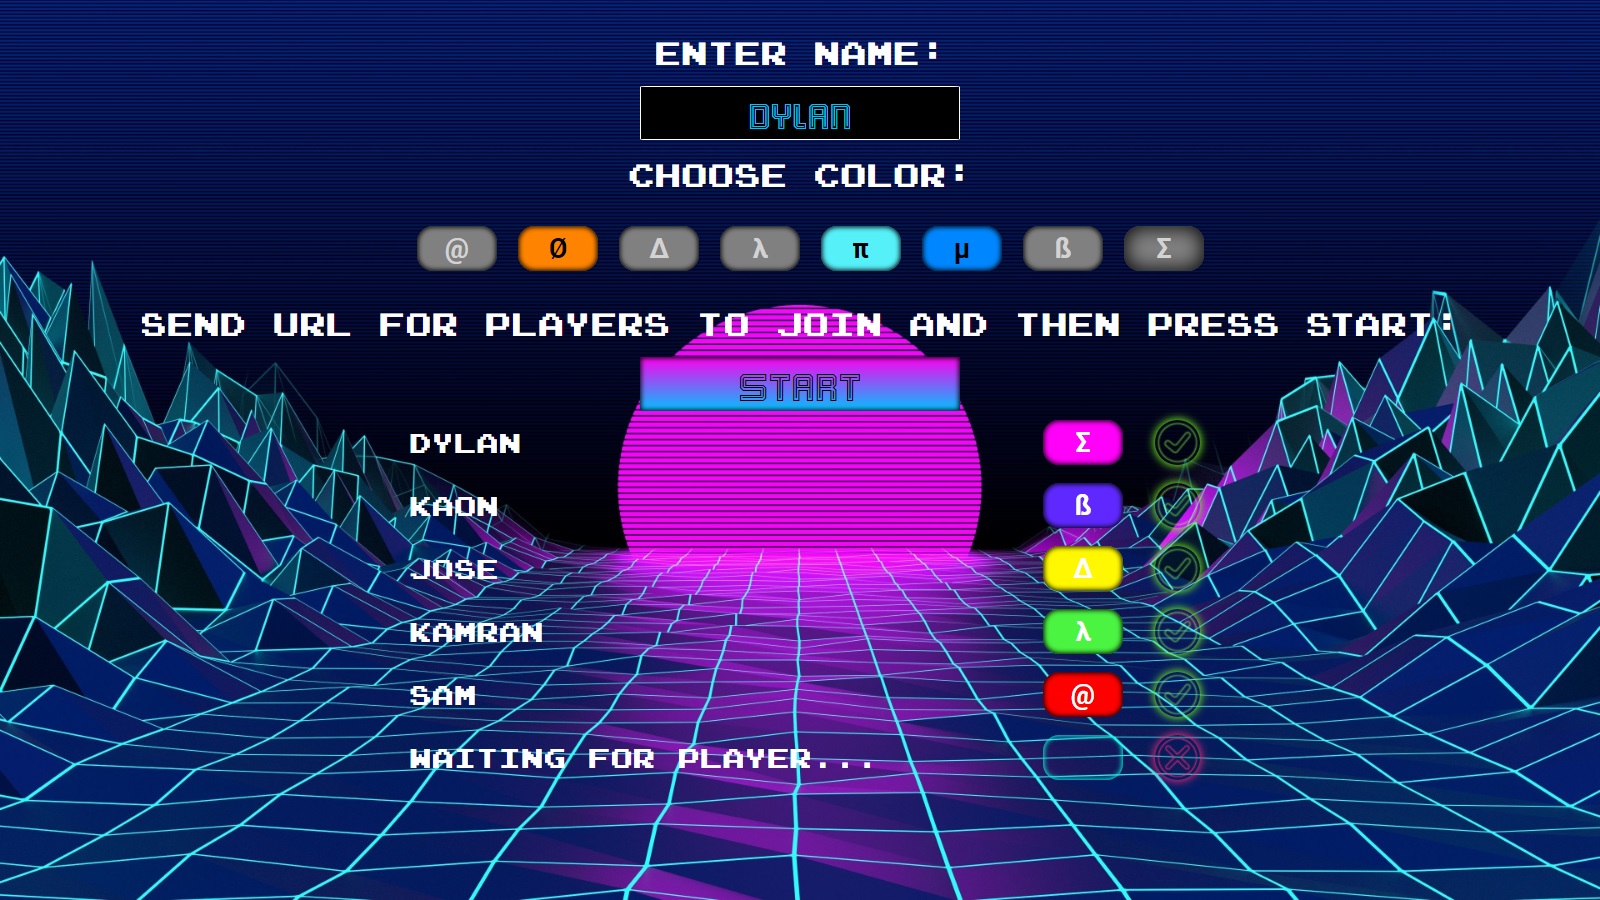 ENTER NAME:
DYLAN
CHOOSE COLOR:
@ Ø Δ λ π µ ß Σ
SEND URL FOR PLAYERS TO JOIN AND THEN PRESS START:
START
DYLAN Σ
KAON ß
JOSE Δ
KAMRAN λ
SAM @
WAITING FOR PLAYER...